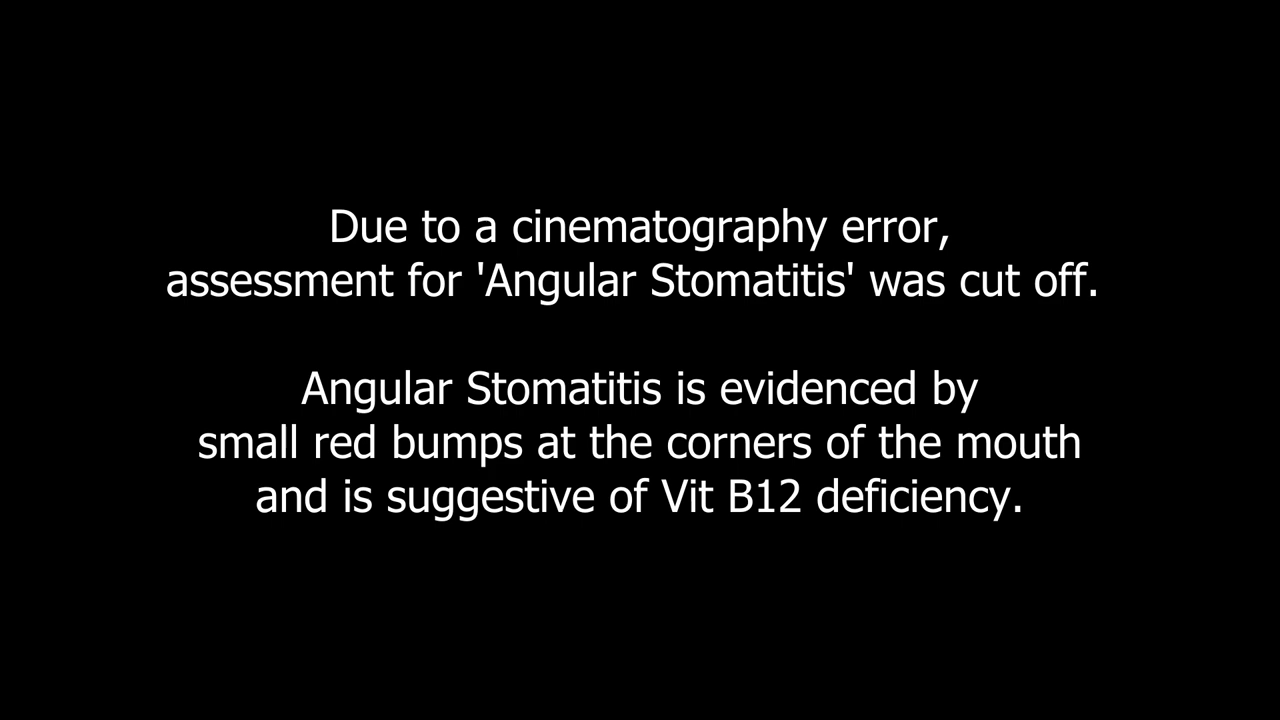 Due to a cinematography error,
assessment for 'Angular Stomatitis' was cut off.
Angular Stomatitis is evidenced by
small red bumps at the corners of the mouth
and is suggestive of Vit B12 deficiency.